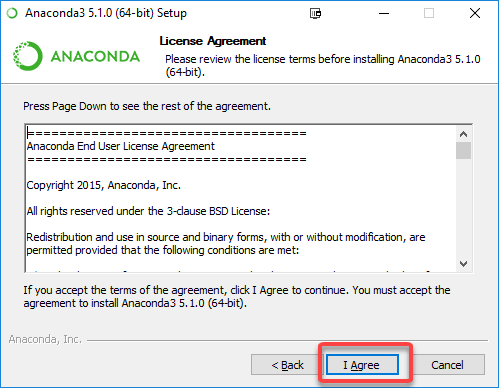 Anaconda3 5.1.0 (64-bit) Setup
ANACONDA
License Agreement
Please review the license terms before installing Anaconda3 5.1.0
(64-bit).
Press Page Down to see the rest of the agreement.
===================================
Anaconda End User License Agreement
===================================
Copyright 2015, Anaconda, Inc.
All rights reserved under the 3-clause BSD License:
Redistribution and use in source and binary forms, with or without modification, are
permitted provided that the following conditions are met:
If you accept the terms of the agreement, click I Agree to continue. You must accept the
agreement to install Anaconda3 5.1.0 (64-bit).
Anaconda, Inc.
< Back
I Agree
Cancel